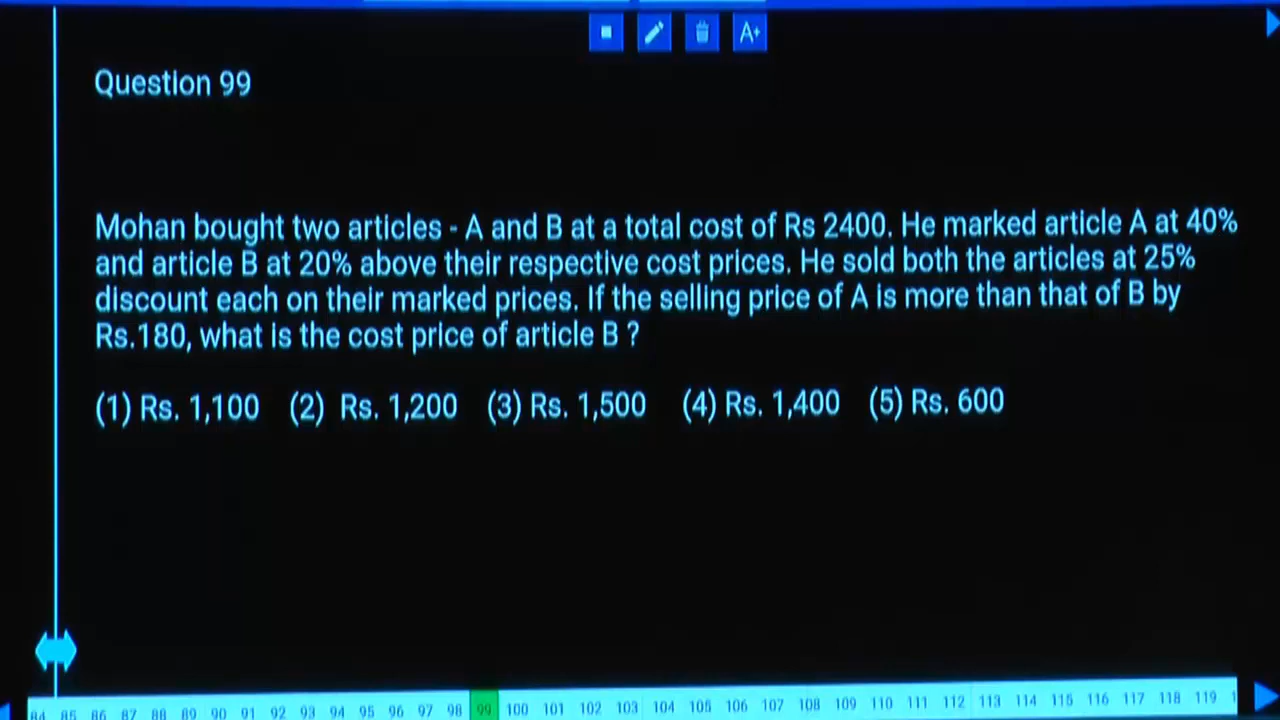 A+
Question 99
Mohan bought two articles - A and B at a total cost of Rs 2400. He marked article A at 40%
and article B at 20% above their respective cost prices. He sold both the articles at 25%
discount each on their marked prices. If the selling price of A is more than that of B by
Rs.180, what is the cost price of article B ?
(1) Rs. 1,100 (2) Rs. 1,200 (3) Rs. 1,500 (4) Rs. 1,400 (5) Rs. 600
84 85 86 87 88 89 90 91 92 93 94 95 96 97 98 99 100 101 102 103 104 105 106 107 108 109 110 111 112 113 114 115 116 117 118 119 1